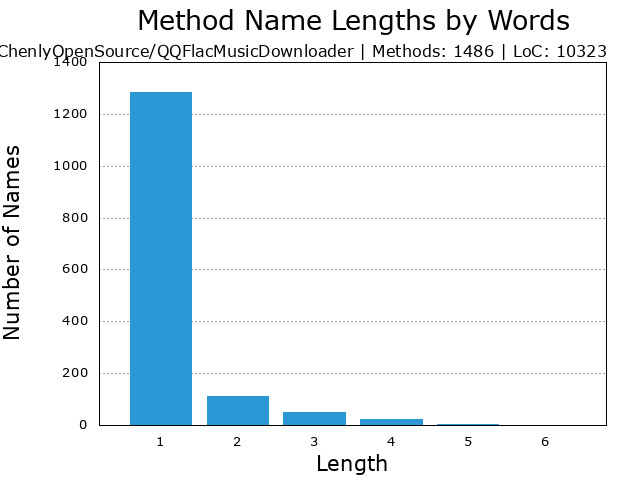 Method Name Lengths by Words
ChenlyOpenSource/QQFlacMusicDownloader | Methods: 1486 | LoC: 10323
1400
1200
1000
800
600
400
200
0
Number of Names
1 2 3 4 5 6
Length